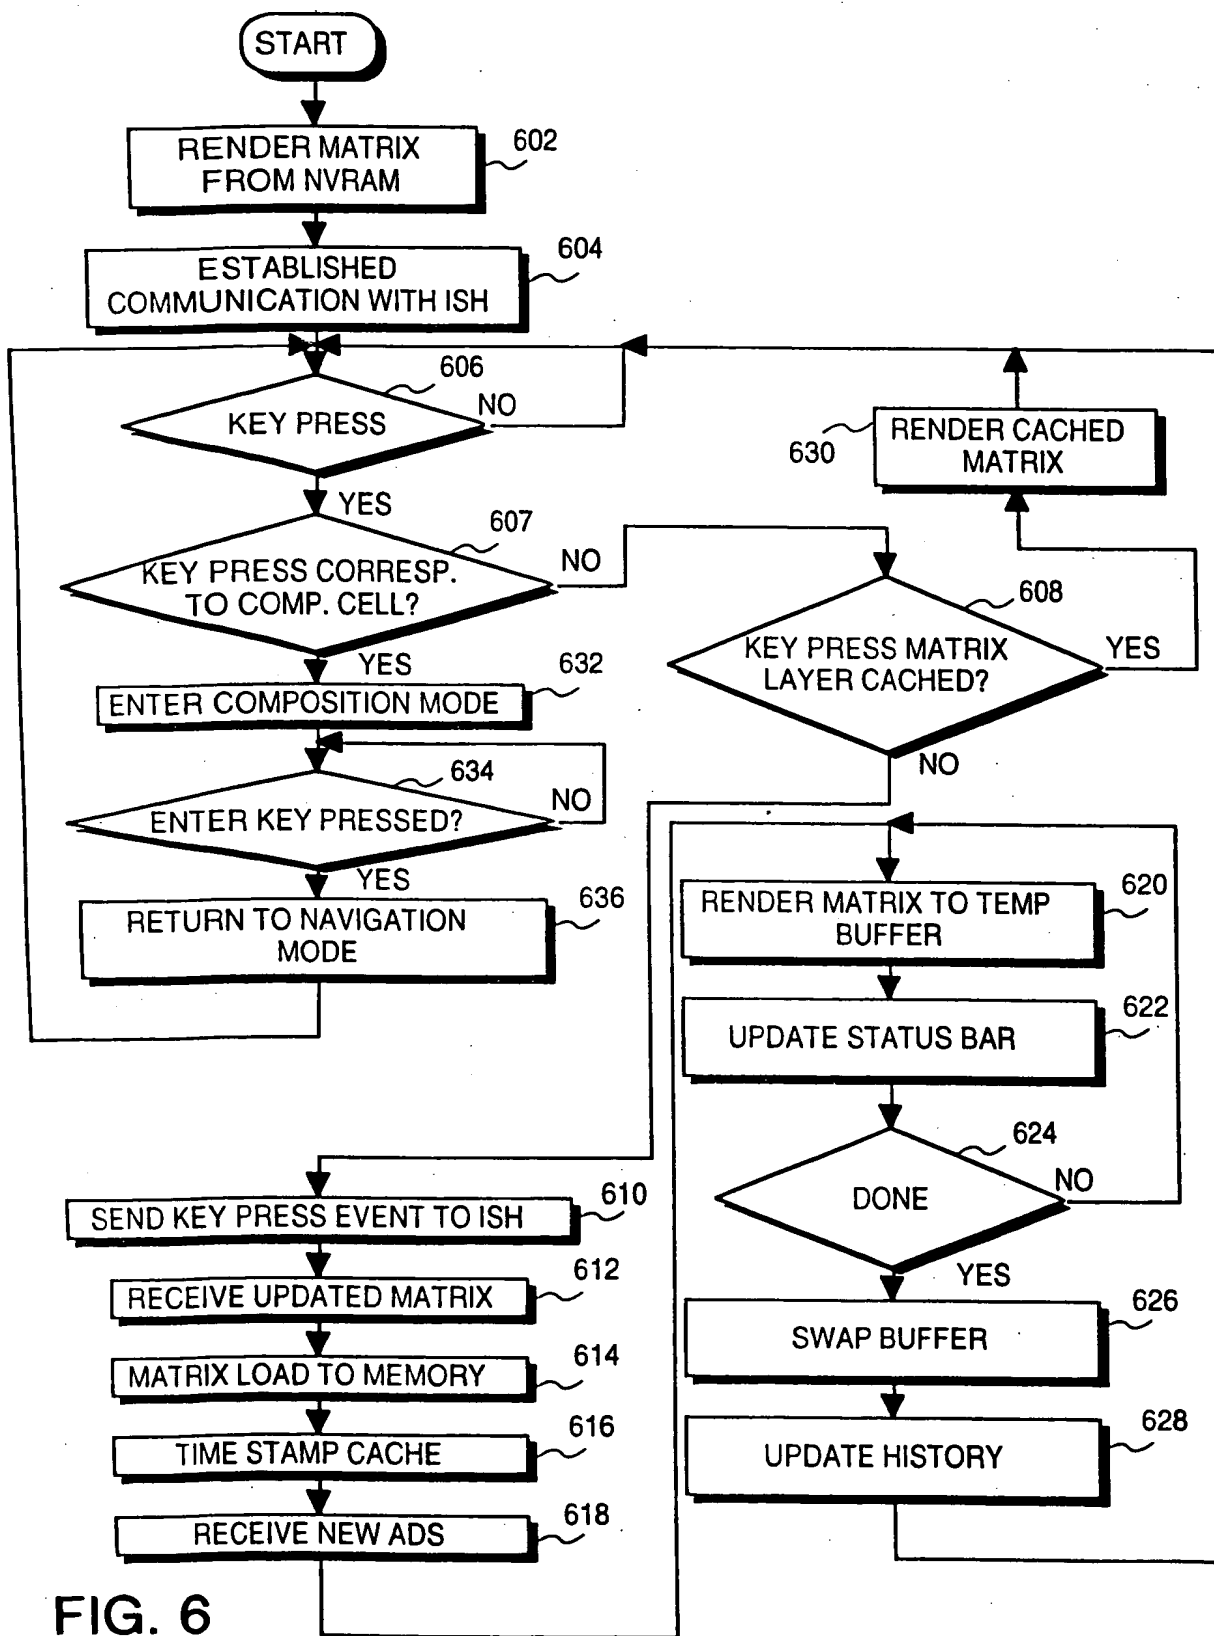 START
RENDER MATRIX
FROM NVRAM
602
ESTABLISHED
COMMUNICATION WITH ISH
604
KEY PRESS
606
NO
YES
KEY PRESS CORRESP.
TO COMP. CELL?
607
NO
YES
ENTER COMPOSITION MODE
632
ENTER KEY PRESSED?
634
NO
YES
RETURN TO NAVIGATION
MODE
636
RENDER CACHED
MATRIX
630
KEY PRESS MATRIX
LAYER CACHED?
608
YES
NO
SEND KEY PRESS EVENT TO ISH
610
RECEIVE UPDATED MATRIX
612
MATRIX LOAD TO MEMORY
614
TIME STAMP CACHE
616
RECEIVE NEW ADS
618
RENDER MATRIX TO TEMP
BUFFER
620
UPDATE STATUS BAR
622
DONE
624
NO
YES
SWAP BUFFER
626
UPDATE HISTORY
628
FIG. 6